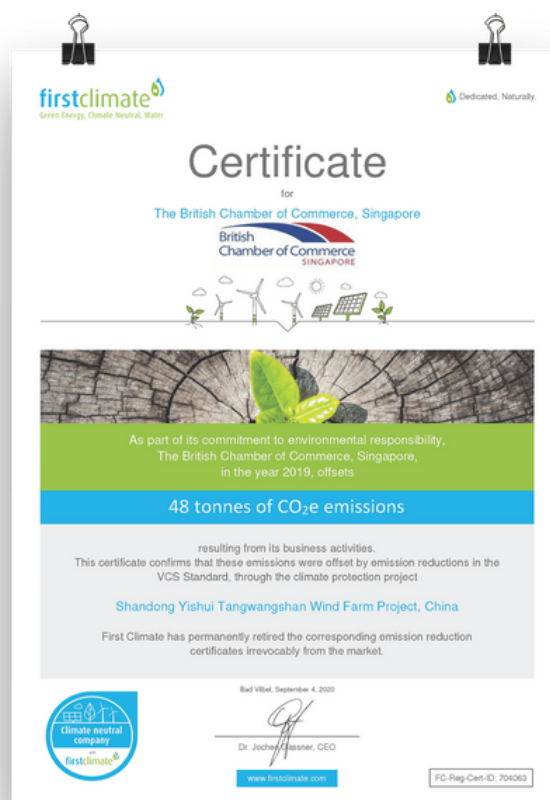 firstclimate
Green Energy, Climate Neutral, Water
Dedicated, Naturally.
Certificate
for
The British Chamber of Commerce, Singapore
British
Chamber of Commerce
SINGAPORE
As part of its commitment to environmental responsibility,
The British Chamber of Commerce, Singapore,
in the year 2019, offsets
48 tonnes of CO₂e emissions
resulting from its business activities.
This certificate confirms that these emissions were offset by emission reductions in the
VCS Standard, through the climate protection project
Shandong Yishui Tangwangshan Wind Farm Project, China
First Climate has permanently retired the corresponding emission reduction
certificates irrevocably from the market.
Bad Vilbel, September 4, 2020
Dr. Jochen Gassner, CEO
www.firstclimate.com
Climate neutral
company
with
firstclimate
FC-Reg-Cert-ID: 704063